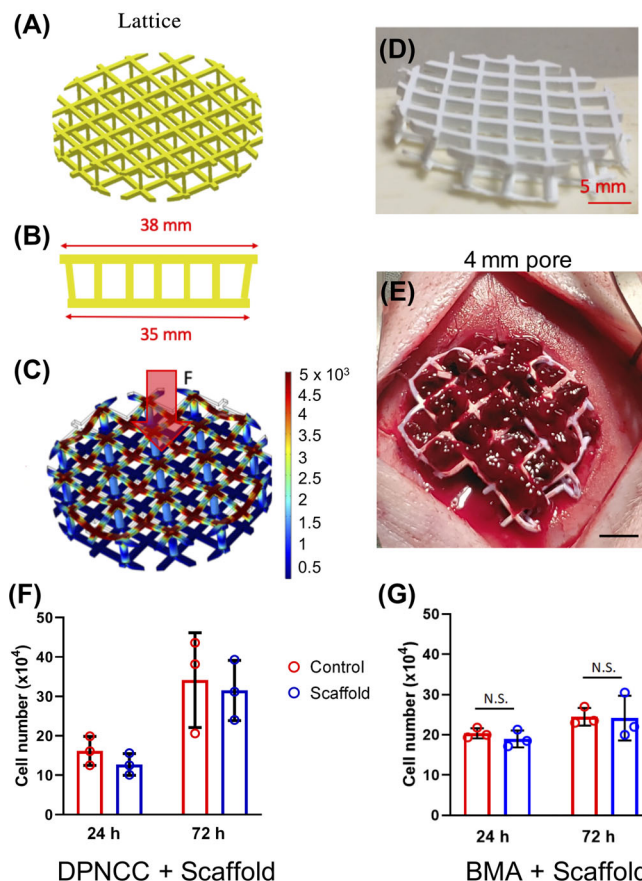 (A)
Lattice
(B)
38 mm
35 mm
(C)
F
5 x 10³
4.5
4
3.5
3
2.5
2
1.5
1
0.5
(D)
5 mm
4 mm pore
(E)
(F)
Cell number (x10⁴)
50
40
30
20
10
0
24 h
72 h
DPNCC + Scaffold
Control
Scaffold
(G)
Cell number (x10⁴)
50
40
30
20
10
0
N.S.
N.S.
24 h
72 h
BMA + Scaffold